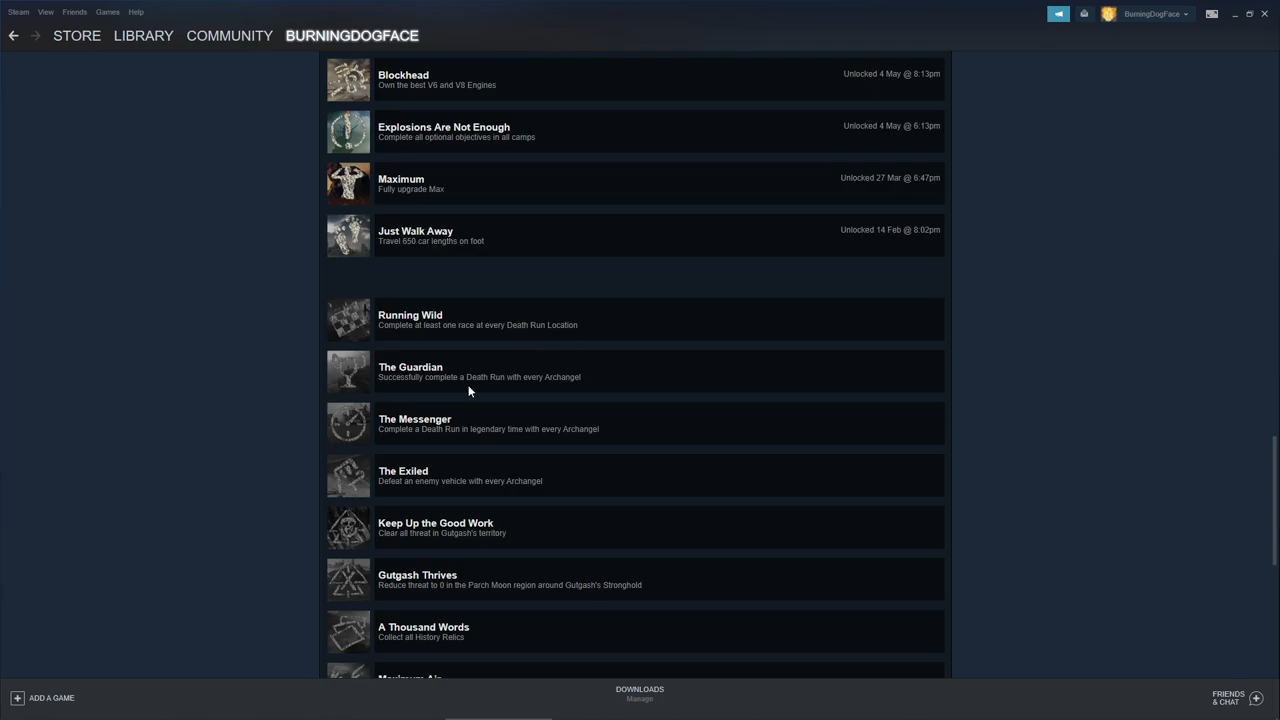 Steam View Friends Games Help
BurningDogFace
STORE LIBRARY COMMUNITY BURNINGDOGFACE
Blockhead
Own the best V6 and V8 Engines
Unlocked 4 May @ 8:13pm
Explosions Are Not Enough
Complete all optional objectives in all camps
Unlocked 4 May @ 6:13pm
Maximum
Fully upgrade Max
Unlocked 27 Mar @ 6:47pm
Just Walk Away
Travel 650 car lengths on foot
Unlocked 14 Feb @ 8:02pm
Running Wild
Complete at least one race at every Death Run Location
The Guardian
Successfully complete a Death Run with every Archangel
The Messenger
Complete a Death Run in legendary time with every Archangel
The Exiled
Defeat an enemy vehicle with every Archangel
Keep Up the Good Work
Clear all threat in Gutgash's territory
Gutgash Thrives
Reduce threat to 0 in the Parch Moon region around Gutgash's Stronghold
A Thousand Words
Collect all History Relics
ADD A GAME
DOWNLOADS
Manage
FRIENDS
& CHAT